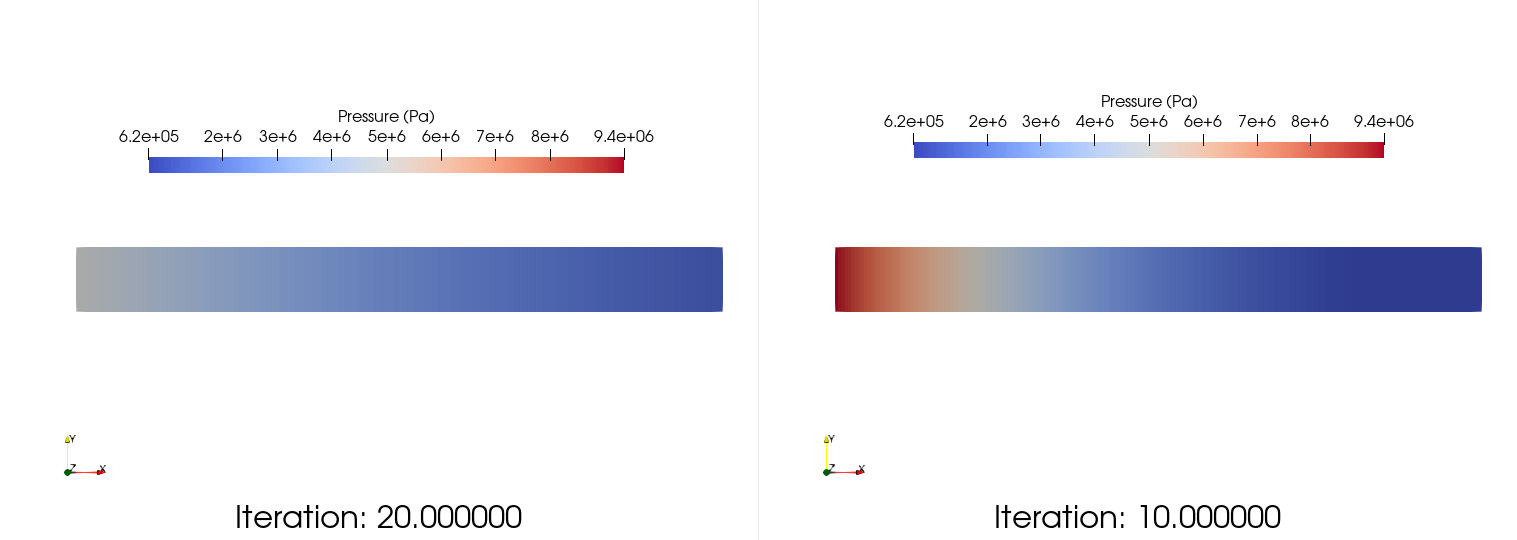 Pressure (Pa)
6.2e+05 2e+6 3e+6 4e+6 5e+6 6e+6 7e+6 8e+6 9.4e+06
Y
Z X
Iteration: 20.000000
Pressure (Pa)
6.2e+05 2e+6 3e+6 4e+6 5e+6 6e+6 7e+6 8e+6 9.4e+06
Y
Z X
Iteration: 10.000000